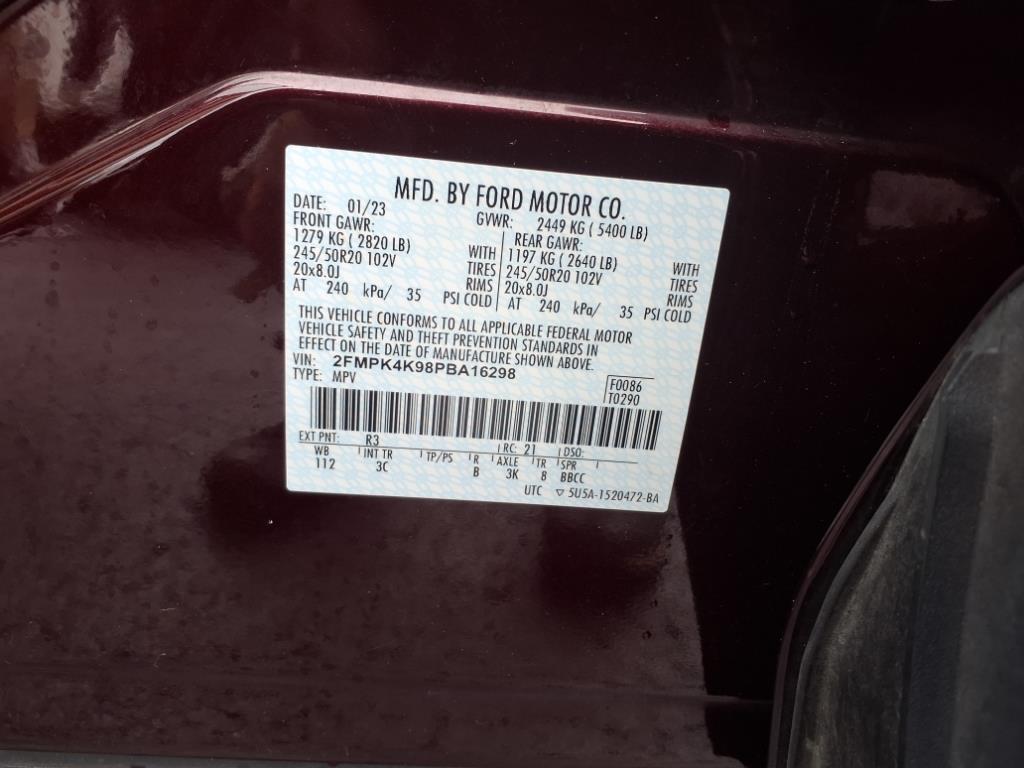 MFD. BY FORD MOTOR CO.
DATE: 01/23 GVWR: 2449 KG ( 5400 LB)
FRONT GAWR: REAR GAWR:
1279 KG ( 2820 LB) WITH 1197 KG ( 2640 LB) WITH
245/50R20 102V TIRES 245/50R20 102V TIRES
20x8.0J RIMS 20x8.0J RIMS
AT 240 kPa/ 35 PSI COLD AT 240 kPa/ 35 PSI COLD
THIS VEHICLE CONFORMS TO ALL APPLICABLE FEDERAL MOTOR
VEHICLE SAFETY AND THEFT PREVENTION STANDARDS IN
EFFECT ON THE DATE OF MANUFACTURE SHOWN ABOVE.
VIN: 2FMPK4K98PBA16298
TYPE: MPV
F0086
T0290
EXT PNT: R3 RC: 21 DSO:
WB INT TR TP/PS R AXLE TR SPR
112 3C B 3K 8 BBCC
UTC ▽ 5U5A-1520472-BA